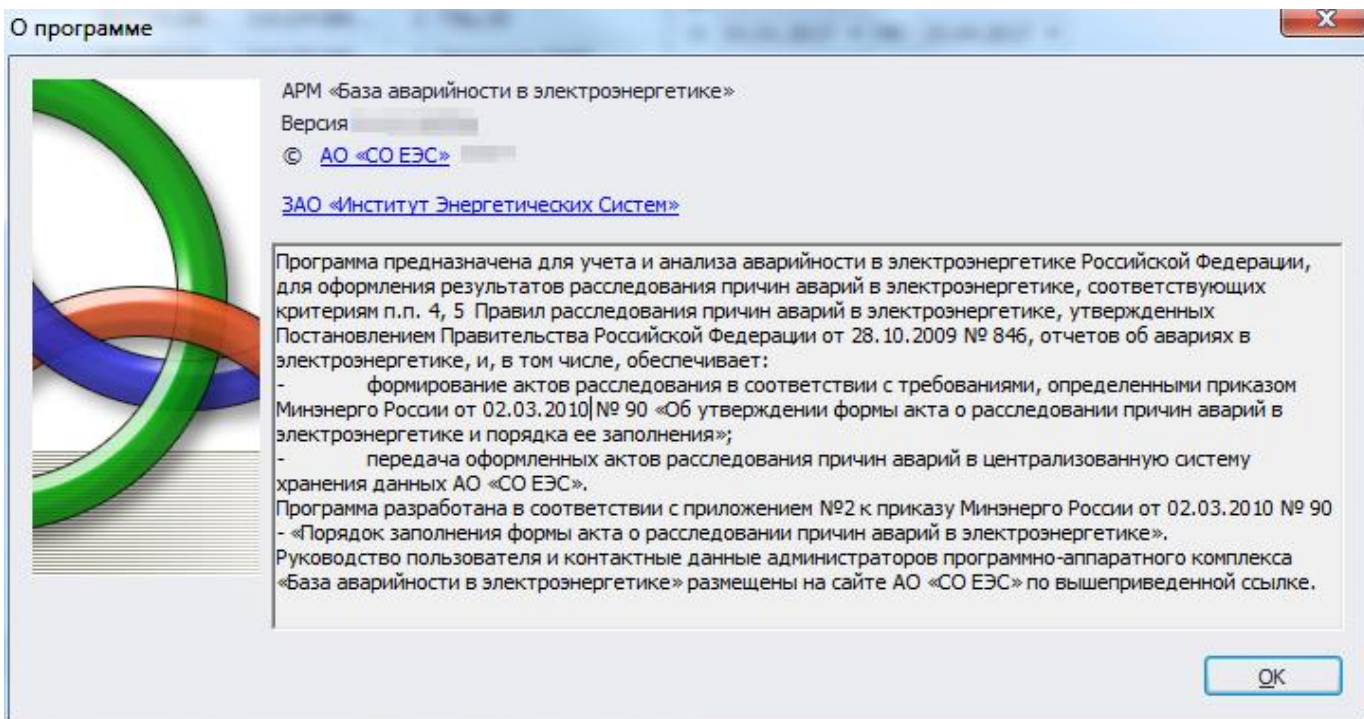 О программе
АРМ «База аварийности в электроэнергетике»
Версия
© АО «СО ЕЭС»
ЗАО «Институт Энергетических Систем»
Программа предназначена для учета и анализа аварийности в электроэнергетике Российской Федерации,
для оформления результатов расследования причин аварий в электроэнергетике, соответствующих
критериям п.п. 4, 5 Правил расследования причин аварий в электроэнергетике, утвержденных
Постановлением Правительства Российской Федерации от 28.10.2009 № 846, отчетов об авариях в
электроэнергетике, и, в том числе, обеспечивает:
- формирование актов расследования в соответствии с требованиями, определенными приказом
Минэнерго России от 02.03.2010 № 90 «Об утверждении формы акта о расследовании причин аварий в
электроэнергетике и порядка ее заполнения»;
- передача оформленных актов расследования причин аварий в централизованную систему
хранения данных АО «СО ЕЭС».
Программа разработана в соответствии с приложением №2 к приказу Минэнерго России от 02.03.2010 № 90
- «Порядок заполнения формы акта о расследовании причин аварий в электроэнергетике».
Руководство пользователя и контактные данные администраторов программно-аппаратного комплекса
«База аварийности в электроэнергетике» размещены на сайте АО «СО ЕЭС» по вышеприведенной ссылке.
OK